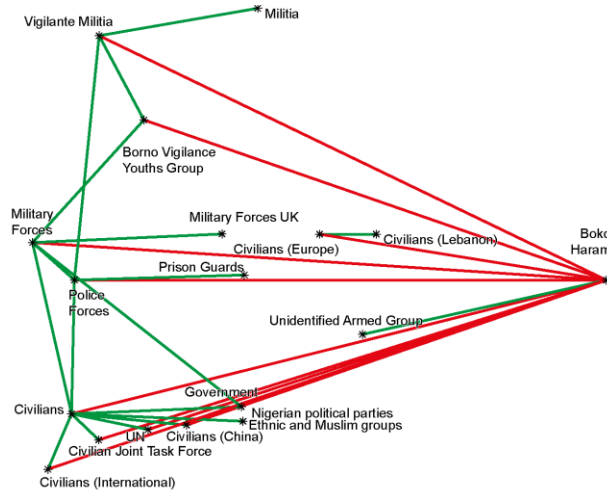 Militia
Vigilante Militia
Borno Vigilance
Youths Group
Military
Forces
Military Forces UK
Civilians (Europe)
Civilians (Lebanon)
Boko
Haram
Prison Guards
Police
Forces
Unidentified Armed Group
Government
Civilians
Nigerian political parties
Ethnic and Muslim groups
UN
Civilians (China)
Civilian Joint Task Force
Civilians (International)